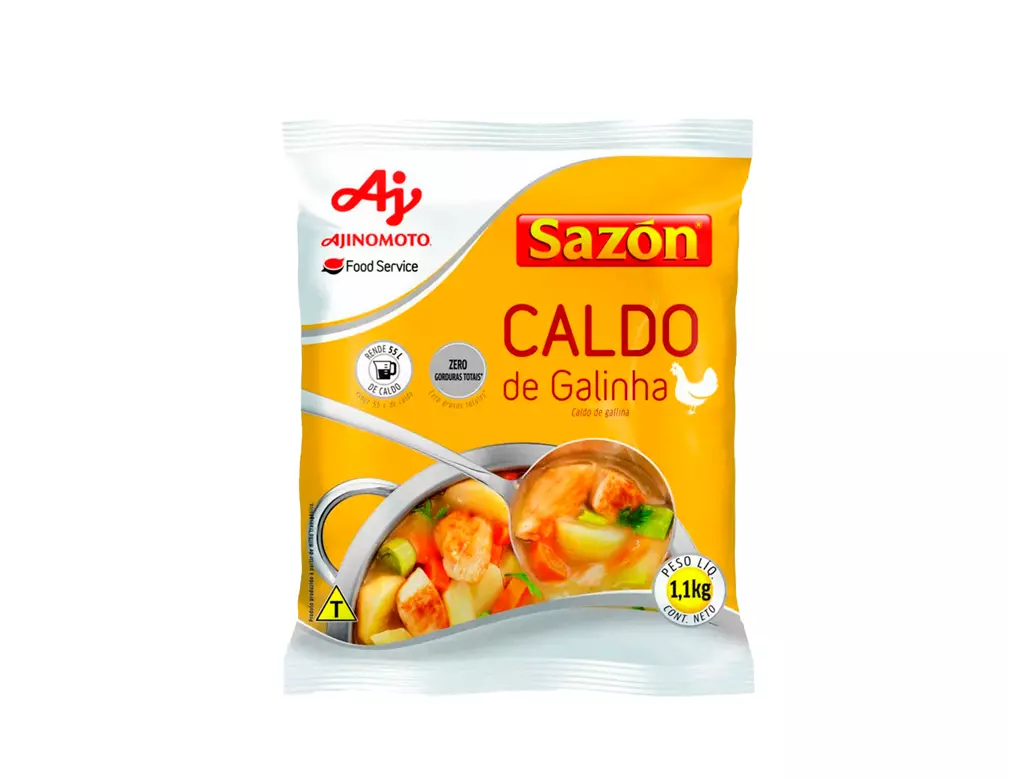 Aj
AJINOMOTO
Food Service
Sazón
CALDO
de Galinha
Caldo de gallina
RENDE 55 L
DE CALDO
ZERO
GORDURAS TOTAIS*
PESO LIQ.
1,1kg
CONT. NETO
T